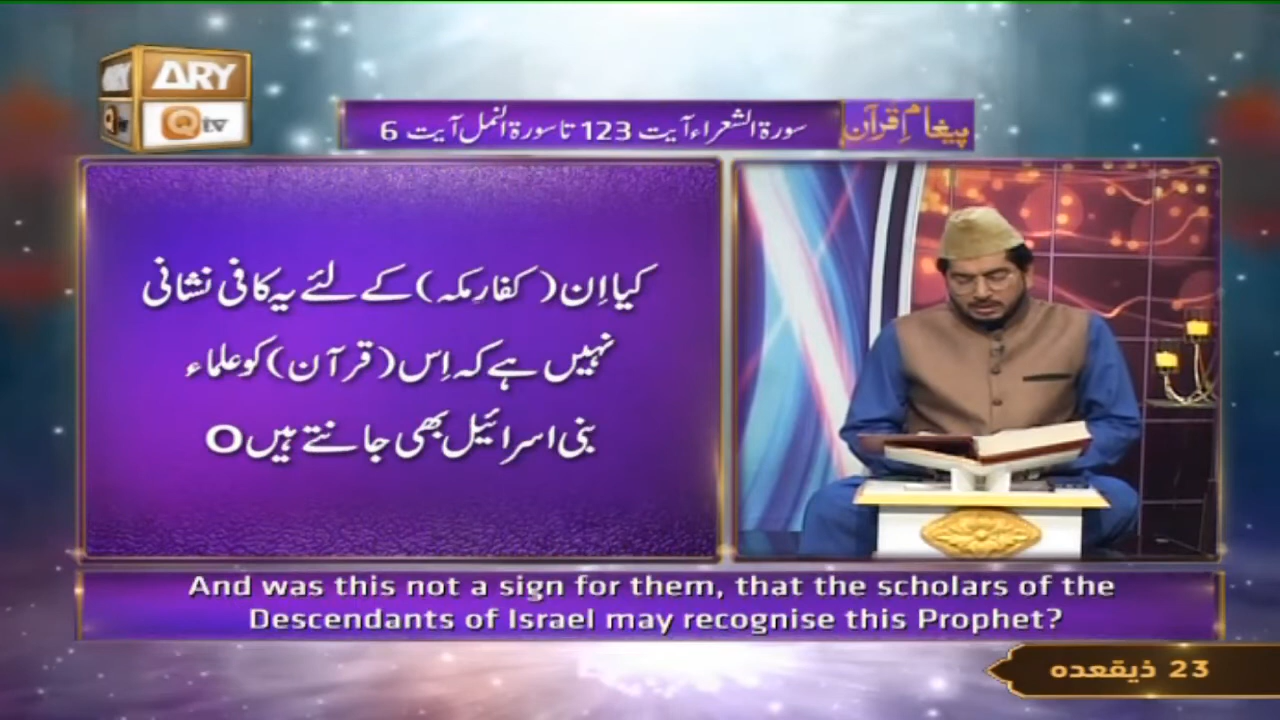 ARY
ARY
Qtv
Qtv
پیغامِ قرآن
سورۃ الشعراء آیت 123 تا سورۃ النمل آیت 6
کیا اِن (کفارِ مکہ) کے لئے یہ کافی نشانی
نہیں ہے کہ اِس (قرآن) کو علماء
بنی اسرائیل بھی جانتے ہیں O
And was this not a sign for them, that the scholars of the
Descendants of Israel may recognise this Prophet?
23 ذیقعدہ